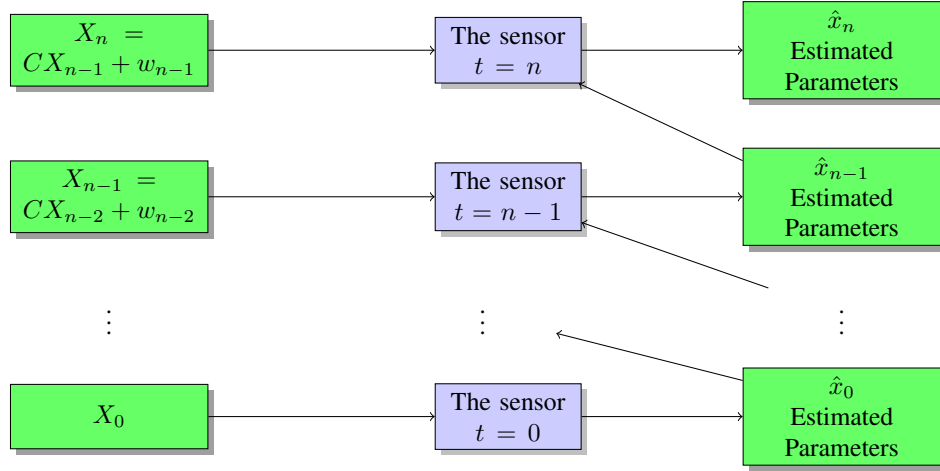 X_n =
CX_{n-1} + w_{n-1}
The sensor
t = n
x̂_n
Estimated
Parameters
X_{n-1} =
CX_{n-2} + w_{n-2}
The sensor
t = n − 1
x̂_{n-1}
Estimated
Parameters
⋮ ⋮ ⋮
X_0
The sensor
t = 0
x̂_0
Estimated
Parameters